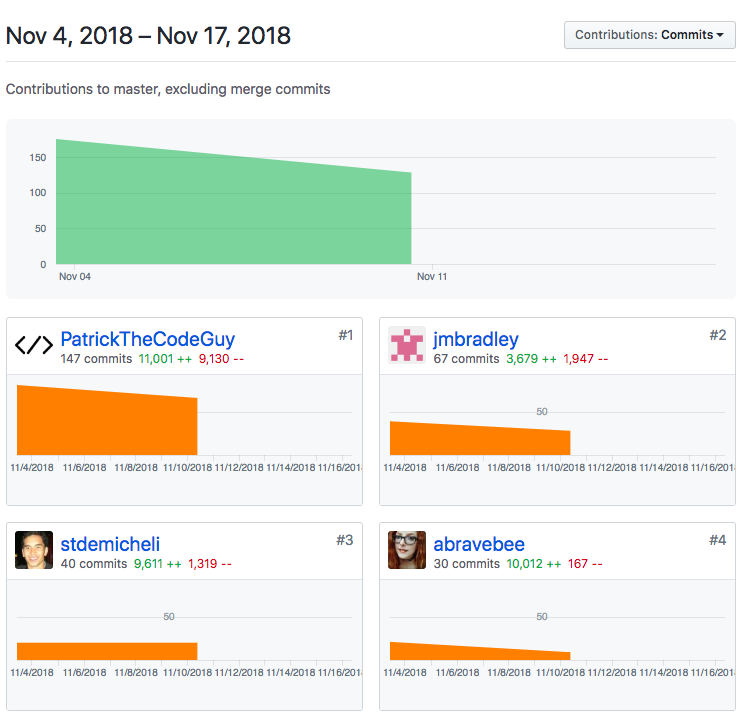 Nov 4, 2018 – Nov 17, 2018
Contributions: Commits
Contributions to master, excluding merge commits
150
100
50
0
Nov 04 Nov 11
PatrickTheCodeGuy #1
147 commits 11,001 ++ 9,130 --
11/4/2018 11/6/2018 11/8/2018 11/10/2018 11/12/2018 11/14/2018 11/16/201
jmbradley #2
67 commits 3,679 ++ 1,947 --
50
11/4/2018 11/6/2018 11/8/2018 11/10/2018 11/12/2018 11/14/2018 11/16/201
stdemicheli #3
40 commits 9,611 ++ 1,319 --
50
11/4/2018 11/6/2018 11/8/2018 11/10/2018 11/12/2018 11/14/2018 11/16/201
abravebee #4
30 commits 10,012 ++ 167 --
50
11/4/2018 11/6/2018 11/8/2018 11/10/2018 11/12/2018 11/14/2018 11/16/201